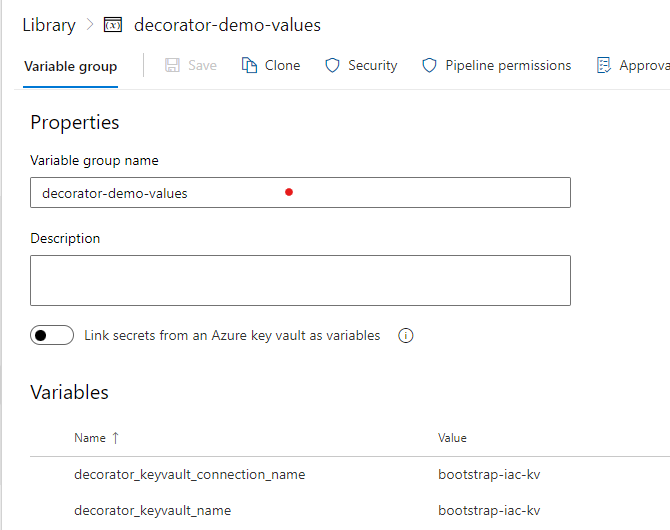 Library > decorator-demo-values
Variable group Save Clone Security Pipeline permissions Approva
Properties
Variable group name
decorator-demo-values
Description
Link secrets from an Azure key vault as variables
Variables
Name ↑ Value
decorator_keyvault_connection_name bootstrap-iac-kv
decorator_keyvault_name bootstrap-iac-kv